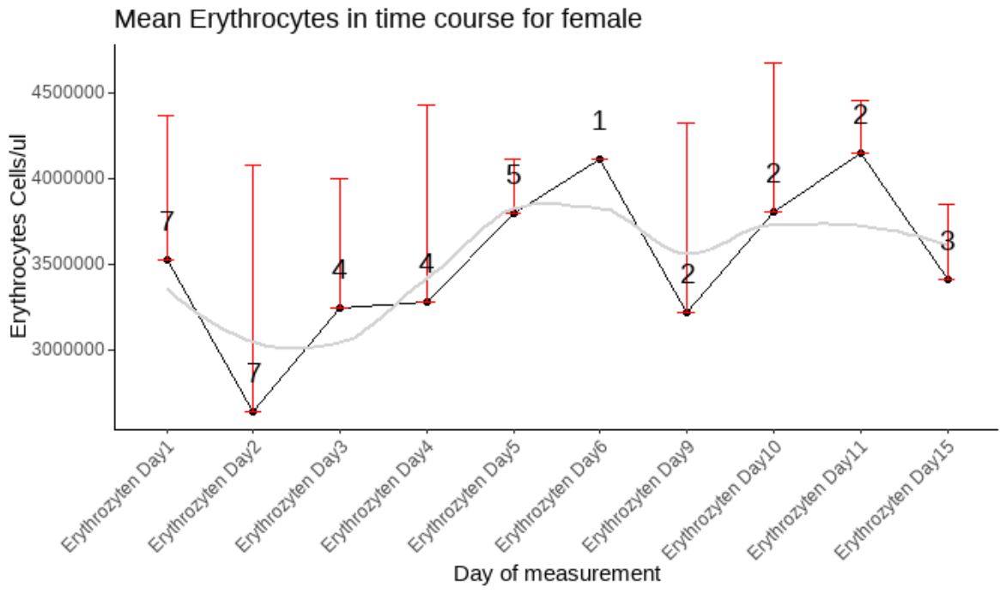 Mean Erythrocytes in time course for female
Erythrocytes Cells/ul
4500000
4000000
3500000
3000000
7
7
4
4
5
1
2
2
2
3
Erythrozyten Day1
Erythrozyten Day2
Erythrozyten Day3
Erythrozyten Day4
Erythrozyten Day5
Erythrozyten Day6
Erythrozyten Day9
Erythrozyten Day10
Erythrozyten Day11
Erythrozyten Day15
Day of measurement